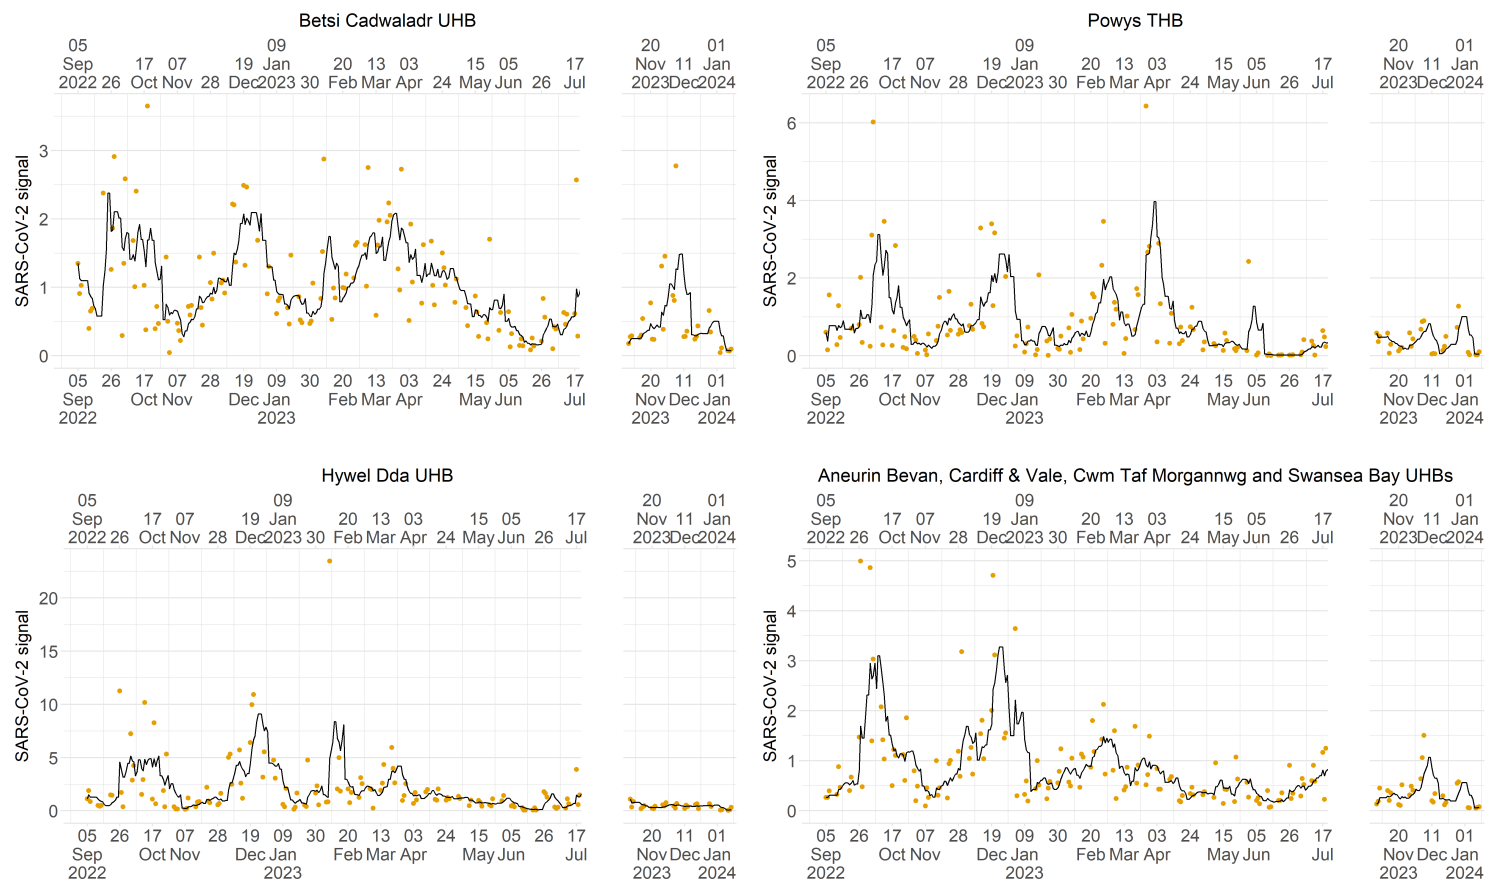 Betsi Cadwaladr UHB
05 09 20 01
Sep 17 07 19 Jan 20 13 03 15 05 17 Nov 11 Jan
2022 26 Oct Nov 28 Dec 2023 30 Feb Mar Apr 24 May Jun 26 Jul 2023 Dec 2024
SARS-CoV-2 signal
3
2
1
0
05 26 17 07 28 19 09 30 20 13 03 24 15 05 26 17 20 11 01
Sep Oct Nov Dec Jan Feb Mar Apr May Jun Jul Nov Dec Jan
2022 2023 2023 2024
Powys THB
05 09 20 01
Sep 17 07 19 Jan 20 13 03 15 05 17 Nov 11 Jan
2022 26 Oct Nov 28 Dec 2023 30 Feb Mar Apr 24 May Jun 26 Jul 2023 Dec 2024
SARS-CoV-2 signal
6
4
2
0
05 26 17 07 28 19 09 30 20 13 03 24 15 05 26 17 20 11 01
Sep Oct Nov Dec Jan Feb Mar Apr May Jun Jul Nov Dec Jan
2022 2023 2023 2024
Hywel Dda UHB
05 09 20 01
Sep 17 07 19 Jan 20 13 03 15 05 17 Nov 11 Jan
2022 26 Oct Nov 28 Dec 2023 30 Feb Mar Apr 24 May Jun 26 Jul 2023 Dec 2024
SARS-CoV-2 signal
20
15
10
5
0
05 26 17 07 28 19 09 30 20 13 03 24 15 05 26 17 20 11 01
Sep Oct Nov Dec Jan Feb Mar Apr May Jun Jul Nov Dec Jan
2022 2023 2023 2024
Aneurin Bevan, Cardiff & Vale, Cwm Taf Morgannwg and Swansea Bay UHBs
05 09 20 01
Sep 17 07 19 Jan 20 13 03 15 05 17 Nov 11 Jan
2022 26 Oct Nov 28 Dec 2023 30 Feb Mar Apr 24 May Jun 26 Jul 2023 Dec 2024
SARS-CoV-2 signal
5
4
3
2
1
0
05 26 17 07 28 19 09 30 20 13 03 24 15 05 26 17 20 11 01
Sep Oct Nov Dec Jan Feb Mar Apr May Jun Jul Nov Dec Jan
2022 2023 2023 2024